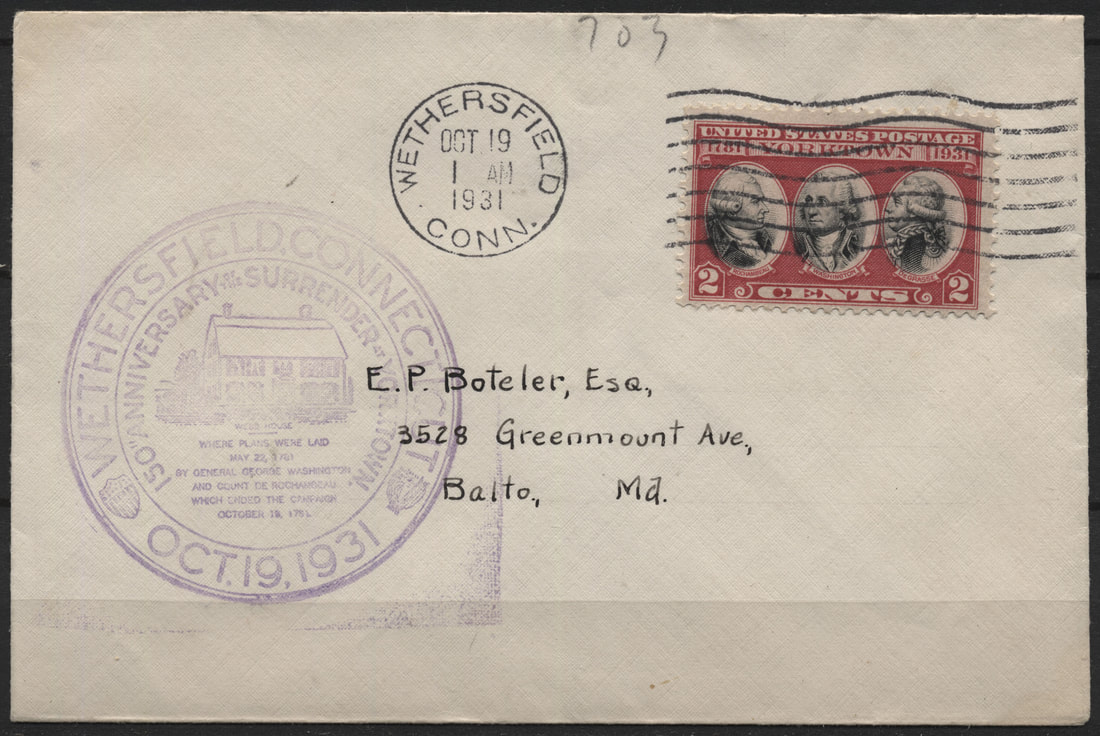 703
WETHERSFIELD
OCT 19
1 AM
1931
CONN.
UNITED STATES POSTAGE
1781 YORKTOWN 1931
ROCHAMBEAU WASHINGTON DE GRASSE
2 CENTS 2
WETHERSFIELD, CONNECTICUT
150TH ANNIVERSARY OF THE SURRENDER AT YORKTOWN.
WEBB HOUSE
WHERE PLANS WERE LAID
MAY 22, 1781
BY GENERAL GEORGE WASHINGTON
AND COUNT DE ROCHAMBEAU
WHICH ENDED THE CAMPAIGN
OCTOBER 19, 1781.
OCT. 19, 1931
E. P. Boteler, Esq.,
3528 Greenmount Ave.,
Balto., Md.